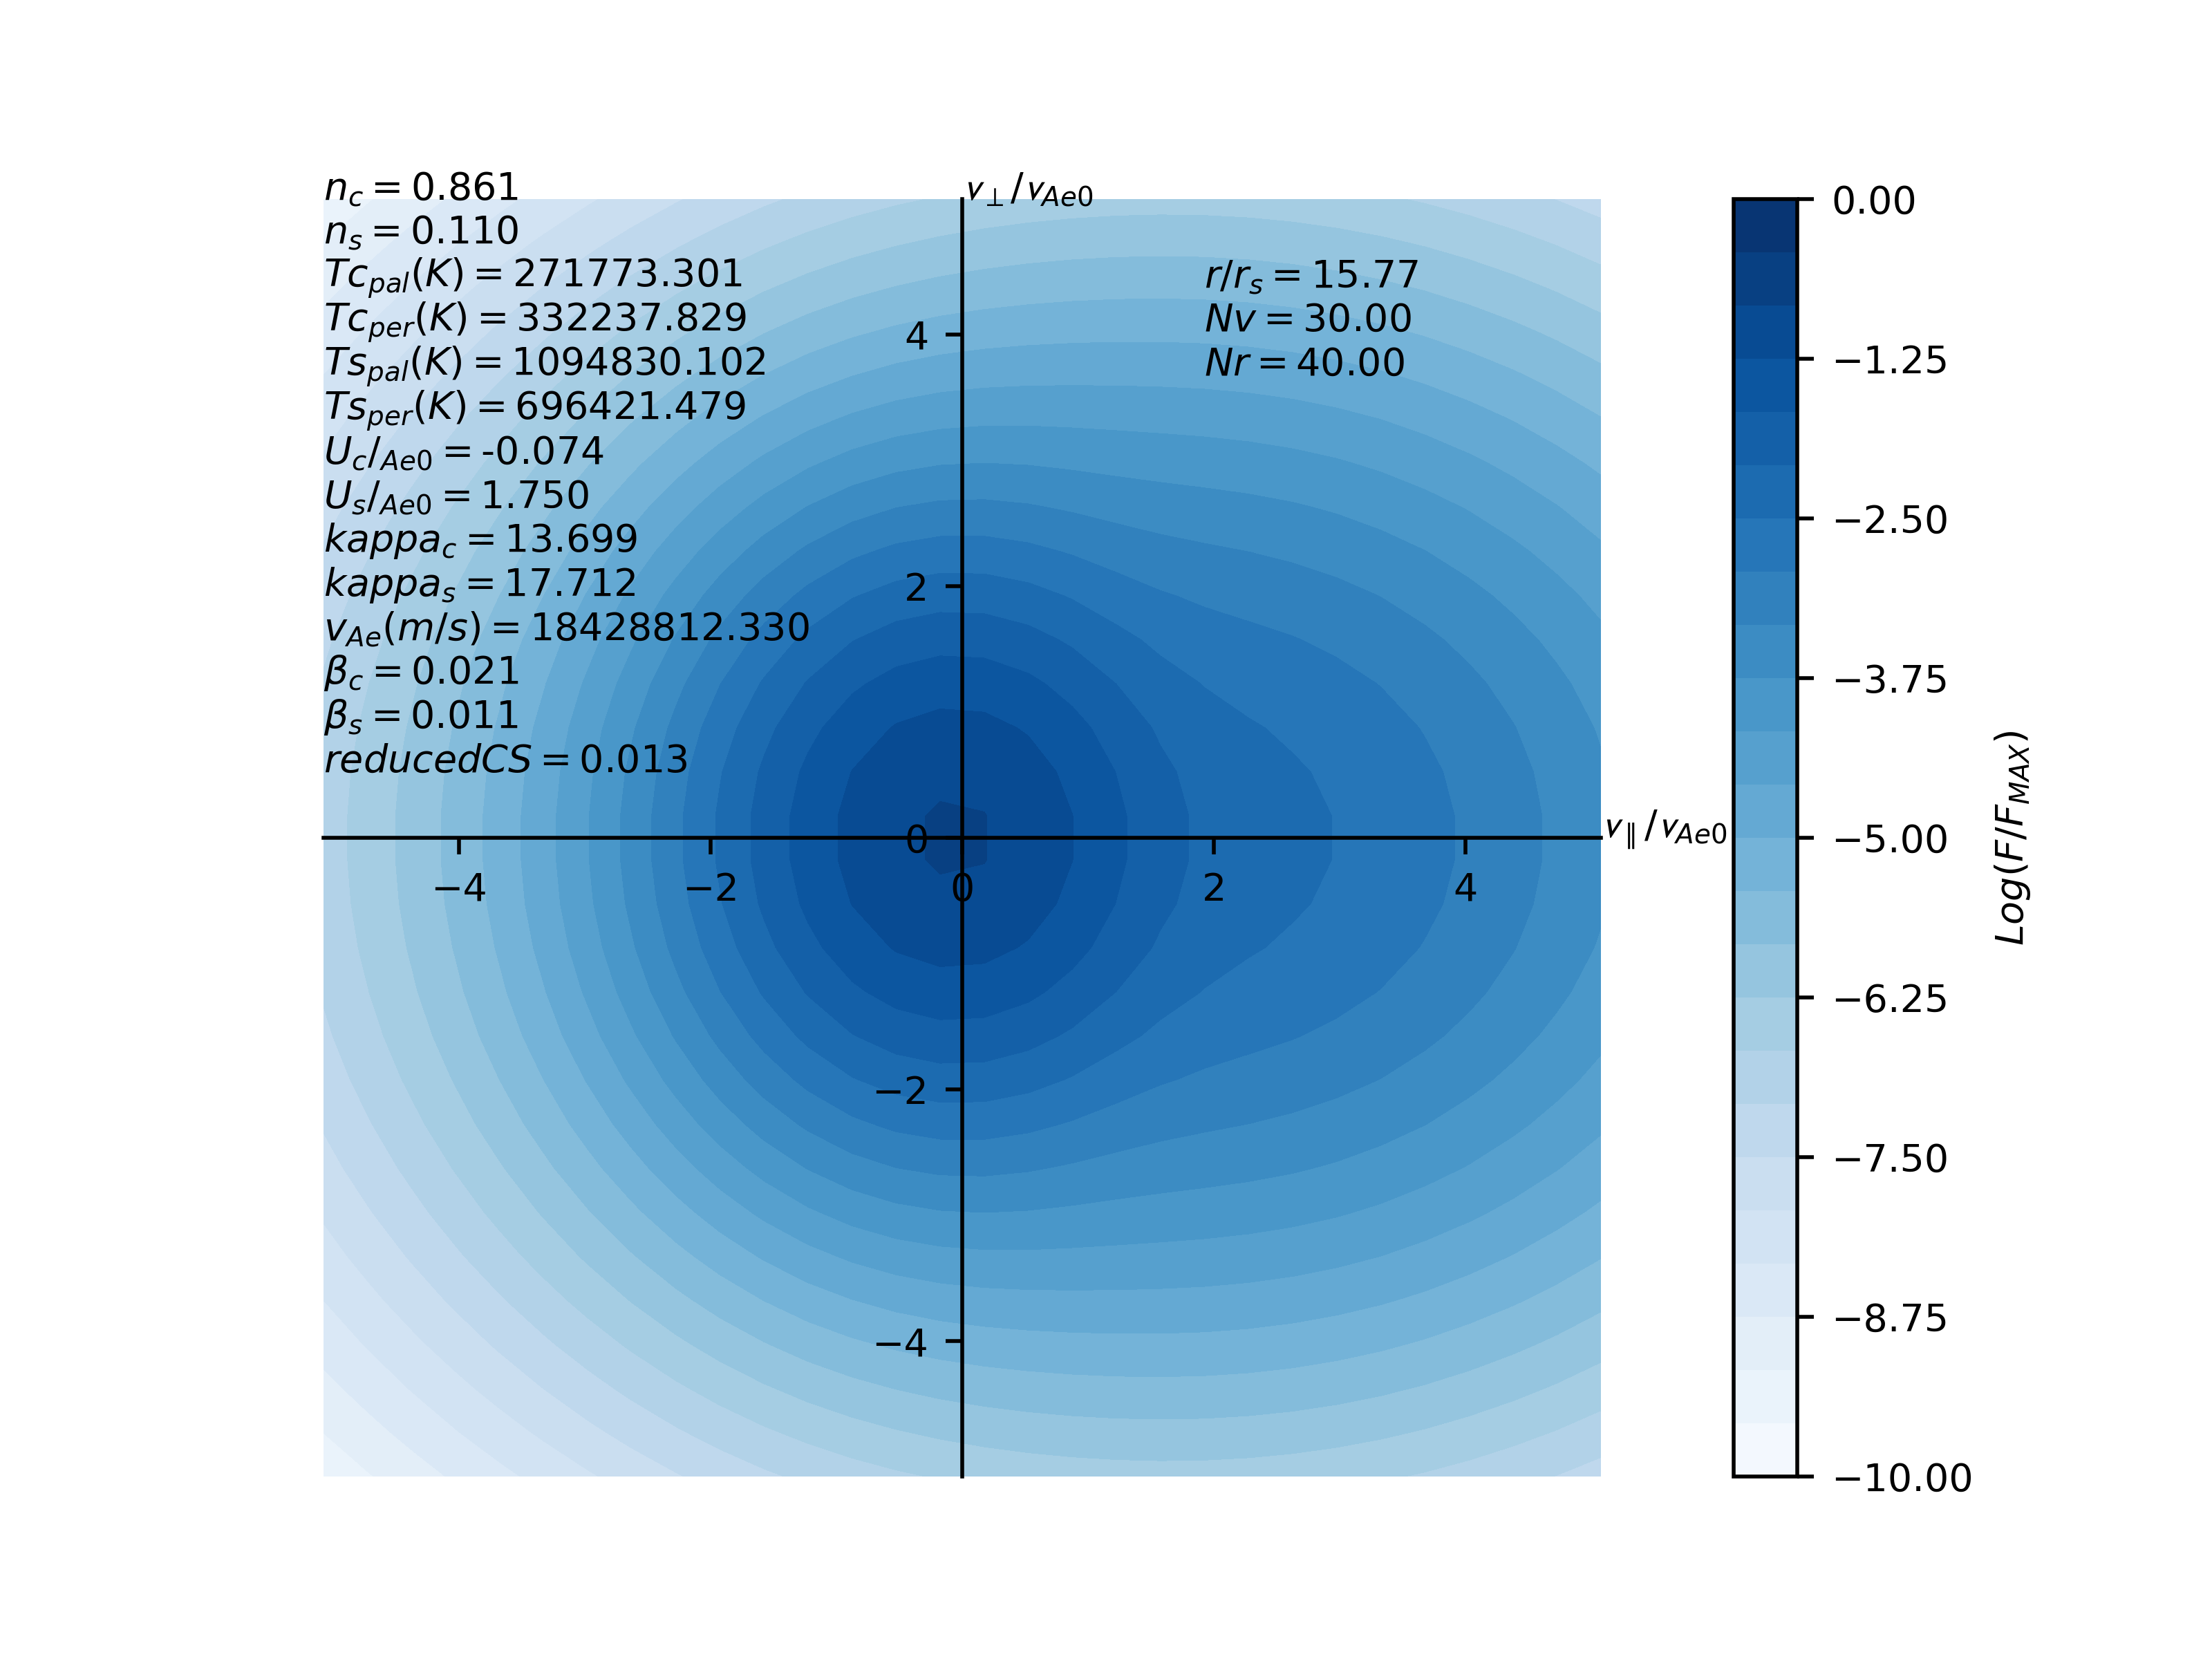 n_c = 0.861
n_s = 0.110
Tc_pal(K) = 271773.301
Tc_per(K) = 332237.829
Ts_pal(K) = 1094830.102
Ts_per(K) = 696421.479
U_c/_Ae0 = -0.074
U_s/_Ae0 = 1.750
kappa_c = 13.699
kappa_s = 17.712
v_Ae(m/s) = 18428812.330
β_c = 0.021
β_s = 0.011
reducedCS = 0.013
v_⊥/v_Ae0
r/r_s = 15.77
Nv = 30.00
Nr = 40.00
4
2
0
−2
−4
−4
−2
0
2
4
v_∥/v_Ae0
0.00
−1.25
−2.50
−3.75
−5.00
−6.25
−7.50
−8.75
−10.00
Log(F/F_MAX)